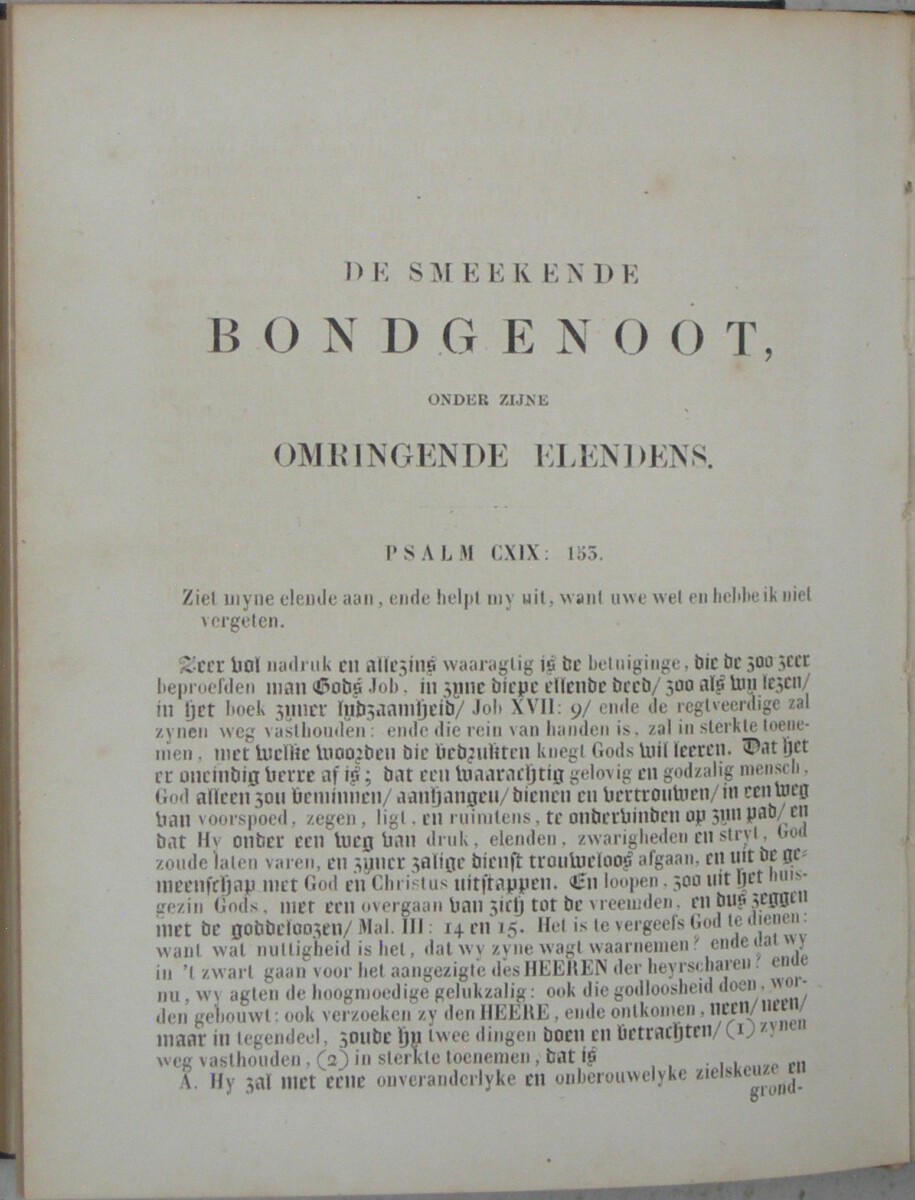 DE SMEEKENDE
BONDGENOOT,
ONDER ZIJNE
OMRINGENDE ELENDENS.
PSALM CXIX: 153.
Ziet myne elende aan, ende helpt my uit, want uwe wet en hebbe ik niet
vergeten.
Zeer vol nadruk en allezins waaragtig is de betuiginge, die de zoo zeer
beproefden man Gods Job, in zyne diepe ellende deed/ zoo als wy lezen/
in het boek zyner lydzaamheid/ Job XVII: 9/ ende de regtveerdige zal
zynen weg vasthouden: ende die rein van handen is, zal in sterkte toene-
men, met welke woorden die bedrukten knegt Gods wil leeren. Dat het
er oneindig verre af is; dat een waarachtig gelovig en godzalig mensch,
God alleen zou beminnen/ aanhangen/ dienen en vertrouwen/ in een weg
van voorspoed, zegen, ligt, en ruimtens, te ondervinden op zyn pad/ en
dat Hy onder een weg van druk, elenden, zwarigheden en stryt, God
zoude laten varen, en zyner zalige dienst trouweloos afgaan, en uit de ge-
meenschap met God en Christus uitstappen. En loopen, zoo uit het huis-
gezin Gods, met een overgaan van zich tot de vreemden, en dus zeggen
met de goddeloozen/ Mal. III: 14 en 15. Het is te vergeefs God te dienen:
want wat nuttigheid is het, dat wy zyne wagt waarnemen? ende dat wy
in 't zwart gaan voor het aangezigte des HEEREN der heyrscharen? ende
nu, wy agten de hoogmoedige gelukzalig: ook die godloosheid doen, wor-
den gebouwt: ook verzoeken zy den HEERE, ende ontkomen, neen/ neen/
maar in tegendeel, zoude hy twee dingen doen en betrachten/ (1) zynen
weg vasthouden, (2) in sterkte toenemen, dat is
A. Hy zal met eene onveranderlyke en onberouwelyke zielskeuze en
grond-